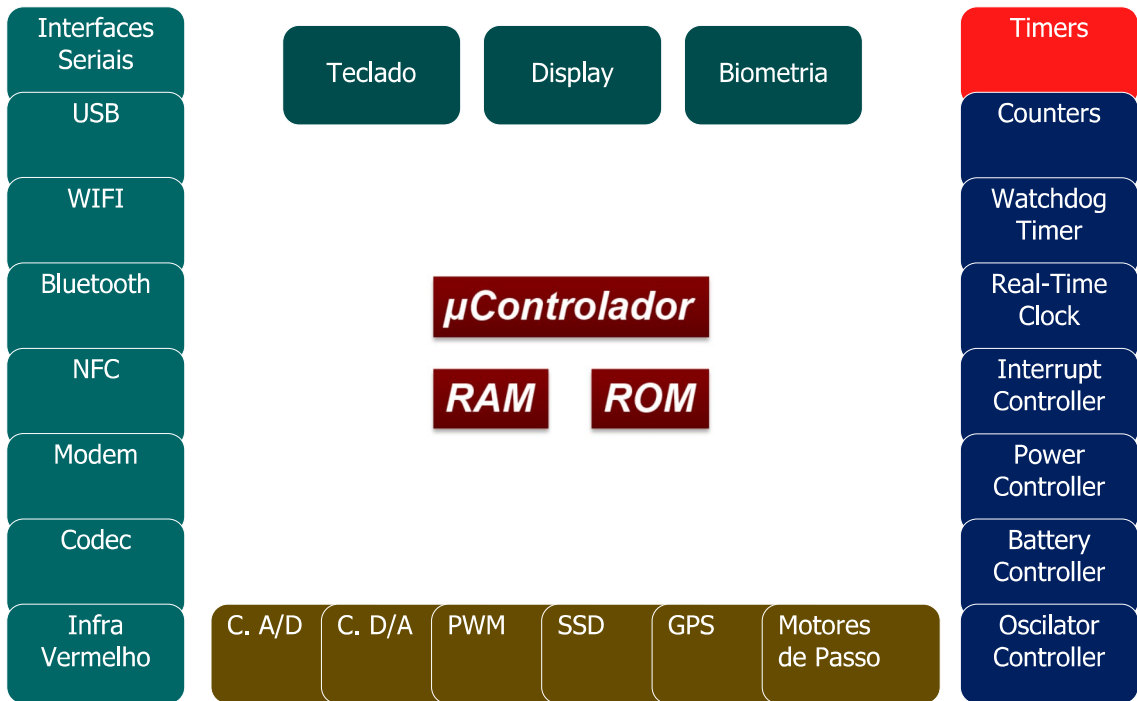 Interfaces
Seriais
USB
WIFI
Bluetooth
NFC
Modem
Codec
Infra
Vermelho
Teclado
Display
Biometria
µControlador
RAM
ROM
C. A/D
C. D/A
PWM
SSD
GPS
Motores
de Passo
Timers
Counters
Watchdog
Timer
Real-Time
Clock
Interrupt
Controller
Power
Controller
Battery
Controller
Oscilator
Controller